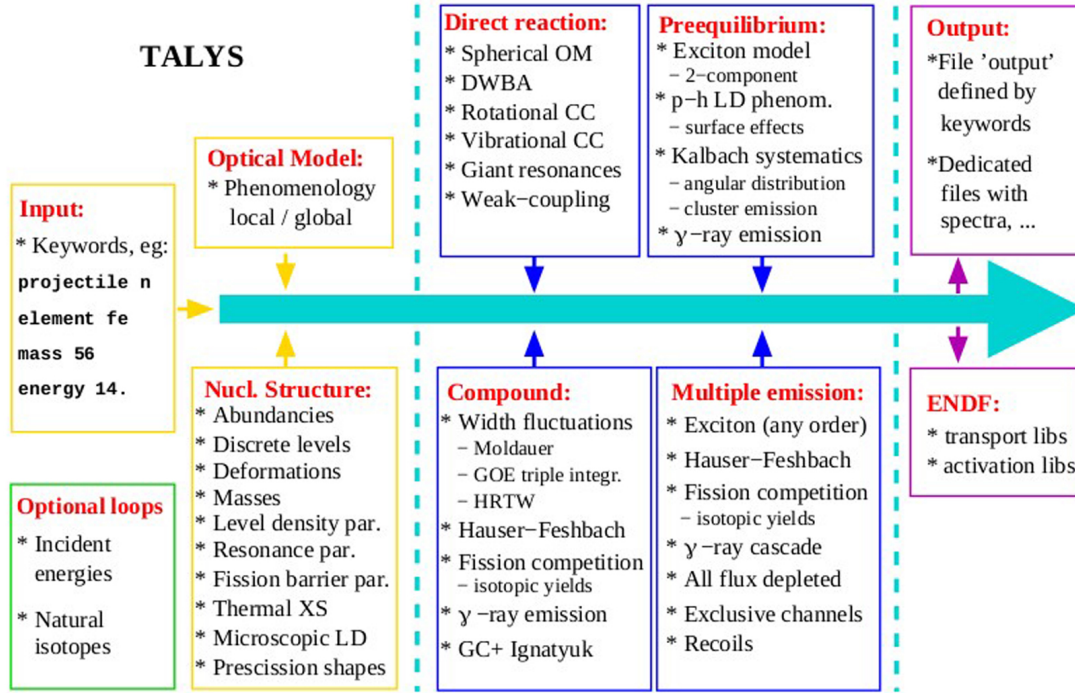 TALYS
Input:
* Keywords, eg:
projectile n
element fe
mass 56
energy 14.
Optional loops
* Incident
energies
* Natural
isotopes
Optical Model:
* Phenomenology
local / global
Nucl. Structure:
* Abundancies
* Discrete levels
* Deformations
* Masses
* Level density par.
* Resonance par.
* Fission barrier par.
* Thermal XS
* Microscopic LD
* Prescission shapes
Direct reaction:
* Spherical OM
* DWBA
* Rotational CC
* Vibrational CC
* Giant resonances
* Weak−coupling
Compound:
* Width fluctuations
− Moldauer
− GOE triple integr.
− HRTW
* Hauser−Feshbach
* Fission competition
− isotopic yields
* γ −ray emission
* GC+ Ignatyuk
Preequilibrium:
* Exciton model
− 2−component
* p−h LD phenom.
− surface effects
* Kalbach systematics
− angular distribution
− cluster emission
* γ−ray emission
Multiple emission:
* Exciton (any order)
* Hauser−Feshbach
* Fission competition
− isotopic yields
* γ−ray cascade
* All flux depleted
* Exclusive channels
* Recoils
Output:
*File ’output’
defined by
keywords
*Dedicated
files with
spectra, ...
ENDF:
* transport libs
* activation libs